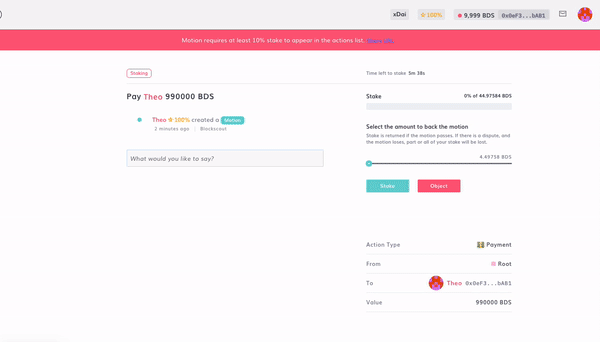 xDai
100%
9,999 BDS 0x0eF3...bA81
Motion requires at least 10% stake to appear in the actions list.
Staking
Time left to stake 5m 38s
Pay Theo 990000 BDS
Stake 0% of 44.97584 BDS
Theo 100% created a Motion
2 minutes ago | Blockscout
Select the amount to back the motion
Stake is returned if the motion passes. If there is a dispute, and
the motion loses, part or all of your stake will be lost.
What would you like to say?
4.49758 BDS
Stake Object
Action Type Payment
From Root
To Theo 0x0eF3...bA81
Value 990000 BDS